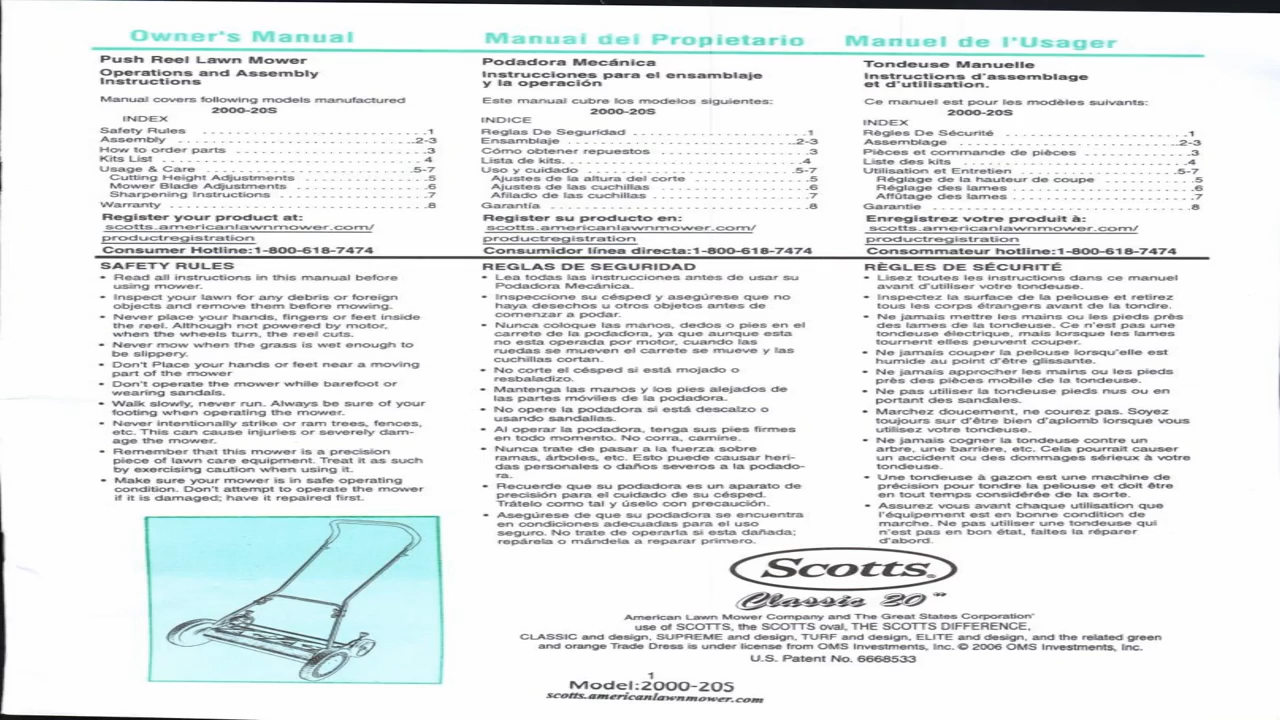 Owner's Manual
Push Reel Lawn Mower
Operations and Assembly
Instructions
Manual covers following models manufactured
2000-20S
INDEX
Safety Rules .1
Assembly .2-3
How to order parts .3
Kits List .4
Usage & Care .5-7
Cutting Height Adjustments .5
Mower Blade Adjustments .6
Sharpening Instructions .7
Warranty .8
Register your product at:
scotts.americanlawnmower.com/
productregistration
Consumer Hotline:1-800-618-7474
SAFETY RULES
• Read all instructions in this manual before
using mower.
• Inspect your lawn for any debris or foreign
objects and remove them before mowing.
• Never place your hands, fingers or feet inside
the reel. Although not powered by motor,
when the wheels turn, the reel cuts.
• Never mow when the grass is wet enough to
be slippery.
• Don't Place your hands or feet near a moving
part of the mower
• Don't operate the mower while barefoot or
wearing sandals.
• Walk slowly, never run. Always be sure of your
footing when operating the mower.
• Never intentionally strike or ram trees, fences,
etc. This can cause injuries or severely dam-
age the mower.
• Remember that this mower is a precision
piece of lawn care equipment. Treat it as such
by exercising caution when using it.
• Make sure your mower is in safe operating
condition. Don't attempt to operate the mower
if it is damaged; have it repaired first.
Manual del Propietario
Podadora Mecánica
Instrucciones para el ensamblaje
y la operación
Este manual cubre los modelos siguientes:
2000-20S
INDICE
Reglas De Seguridad .1
Ensamblaje .2-3
Cómo obtener repuestos .3
Lista de kits. .4
Uso y cuidado .5-7
Ajustes de la altura del corte .5
Ajustes de las cuchillas .6
Afilado de las cuchillas .7
Garantía .8
Register su producto en:
scotts.americanlawnmower.com/
productregistration
Consumidor línea directa:1-800-618-7474
REGLAS DE SEGURIDAD
• Lea todas las instrucciones antes de usar su
Podadora Mecánica.
• Inspeccione su césped y asegúrese que no
haya desechos u otros objetos antes de
comenzar a podar.
• Nunca coloque las manos, dedos o pies en el
carrete de la podadora, ya que aunque esta
no esta operada por motor, cuando las
ruedas se mueven el carrete se mueve y las
cuchillas cortan.
• No corte el césped si está mojado o
resbaladizo.
• Mantenga las manos y los pies alejados de
las partes móviles de la podadora.
• No opere la podadora si está descalzo o
usando sandalias.
• Al operar la podadora, tenga sus pies firmes
en todo momento. No corra, camine.
• Nunca trate de pasar a la fuerza sobre
ramas, árboles, etc. Esto puede causar heri-
das personales o daños severos a la podado-
ra.
• Recuerde que su podadora es un aparato de
precisión para el cuidado de su césped.
Trátelo como tal y úselo con precaución.
• Asegúrese de que su podadora se encuentra
en condiciones adecuadas para el uso
seguro. No trate de operarla si esta dañada;
repárela o mándela a reparar primero.
Manuel de l'Usager
Tondeuse Manuelle
Instructions d'assemblage
et d'utilisation.
Ce manuel est pour les modèles suivants:
2000-20S
INDEX
Règles De Sécurité .1
Assemblage .2-3
Pièces et commande de pièces .3
Liste des kits .4
Utilisation et Entretien .5-7
Réglage de la hauteur de coupe .5
Réglage des lames .6
Affûtage des lames .7
Garantie .8
Enregistrez votre produit à:
scotts.americanlawnmower.com/
productregistration
Consommateur hotline:1-800-618-7474
RÈGLES DE SÉCURITÉ
• Lisez toutes les instructions dans ce manuel
avant d'utiliser votre tondeuse.
• Inspectez la surface de la pelouse et retirez
tous les corps étrangers avant de la tondre.
• Ne jamais mettre les mains ou les pieds près
des lames de la tondeuse. Ce n'est pas une
tondeuse électrique, mais lorsque les lames
tournent elles peuvent couper.
• Ne jamais couper la pelouse lorsqu'elle est
humide au point d'être glissante.
• Ne jamais approcher les mains ou les pieds
près des pièces mobile de la tondeuse.
• Ne pas utiliser la tondeuse pieds nus ou en
portant des sandales.
• Marchez doucement, ne courez pas. Soyez
toujours sur d'être bien d'aplomb lorsque vous
utilisez votre tondeuse.
• Ne jamais cogner la tondeuse contre un
arbre, une barrière, etc. Cela pourrait causer
un accident ou des dommages sérieux à votre
tondeuse.
• Une tondeuse à gazon est une machine de
précision pour tondre la pelouse et doit être
en tout temps considérée de la sorte.
• Assurez vous avant chaque utilisation que
l'équipement est en bonne condition de
marche. Ne pas utiliser une tondeuse qui
n'est pas en bon état, faites la réparer
d'abord.
Scotts®
Classic 20™
American Lawn Mower Company and The Great States Corporation'
use of SCOTTS, the SCOTTS oval, THE SCOTTS DIFFERENCE,
CLASSIC and design, SUPREME and design, TURF and design, ELITE and design, and the related green
and orange Trade Dress is under license from OMS Investments, Inc. © 2006 OMS Investments, Inc.
U.S. Patent No. 6668533
1
Model:2000-20S
scotts.americanlawnmower.com